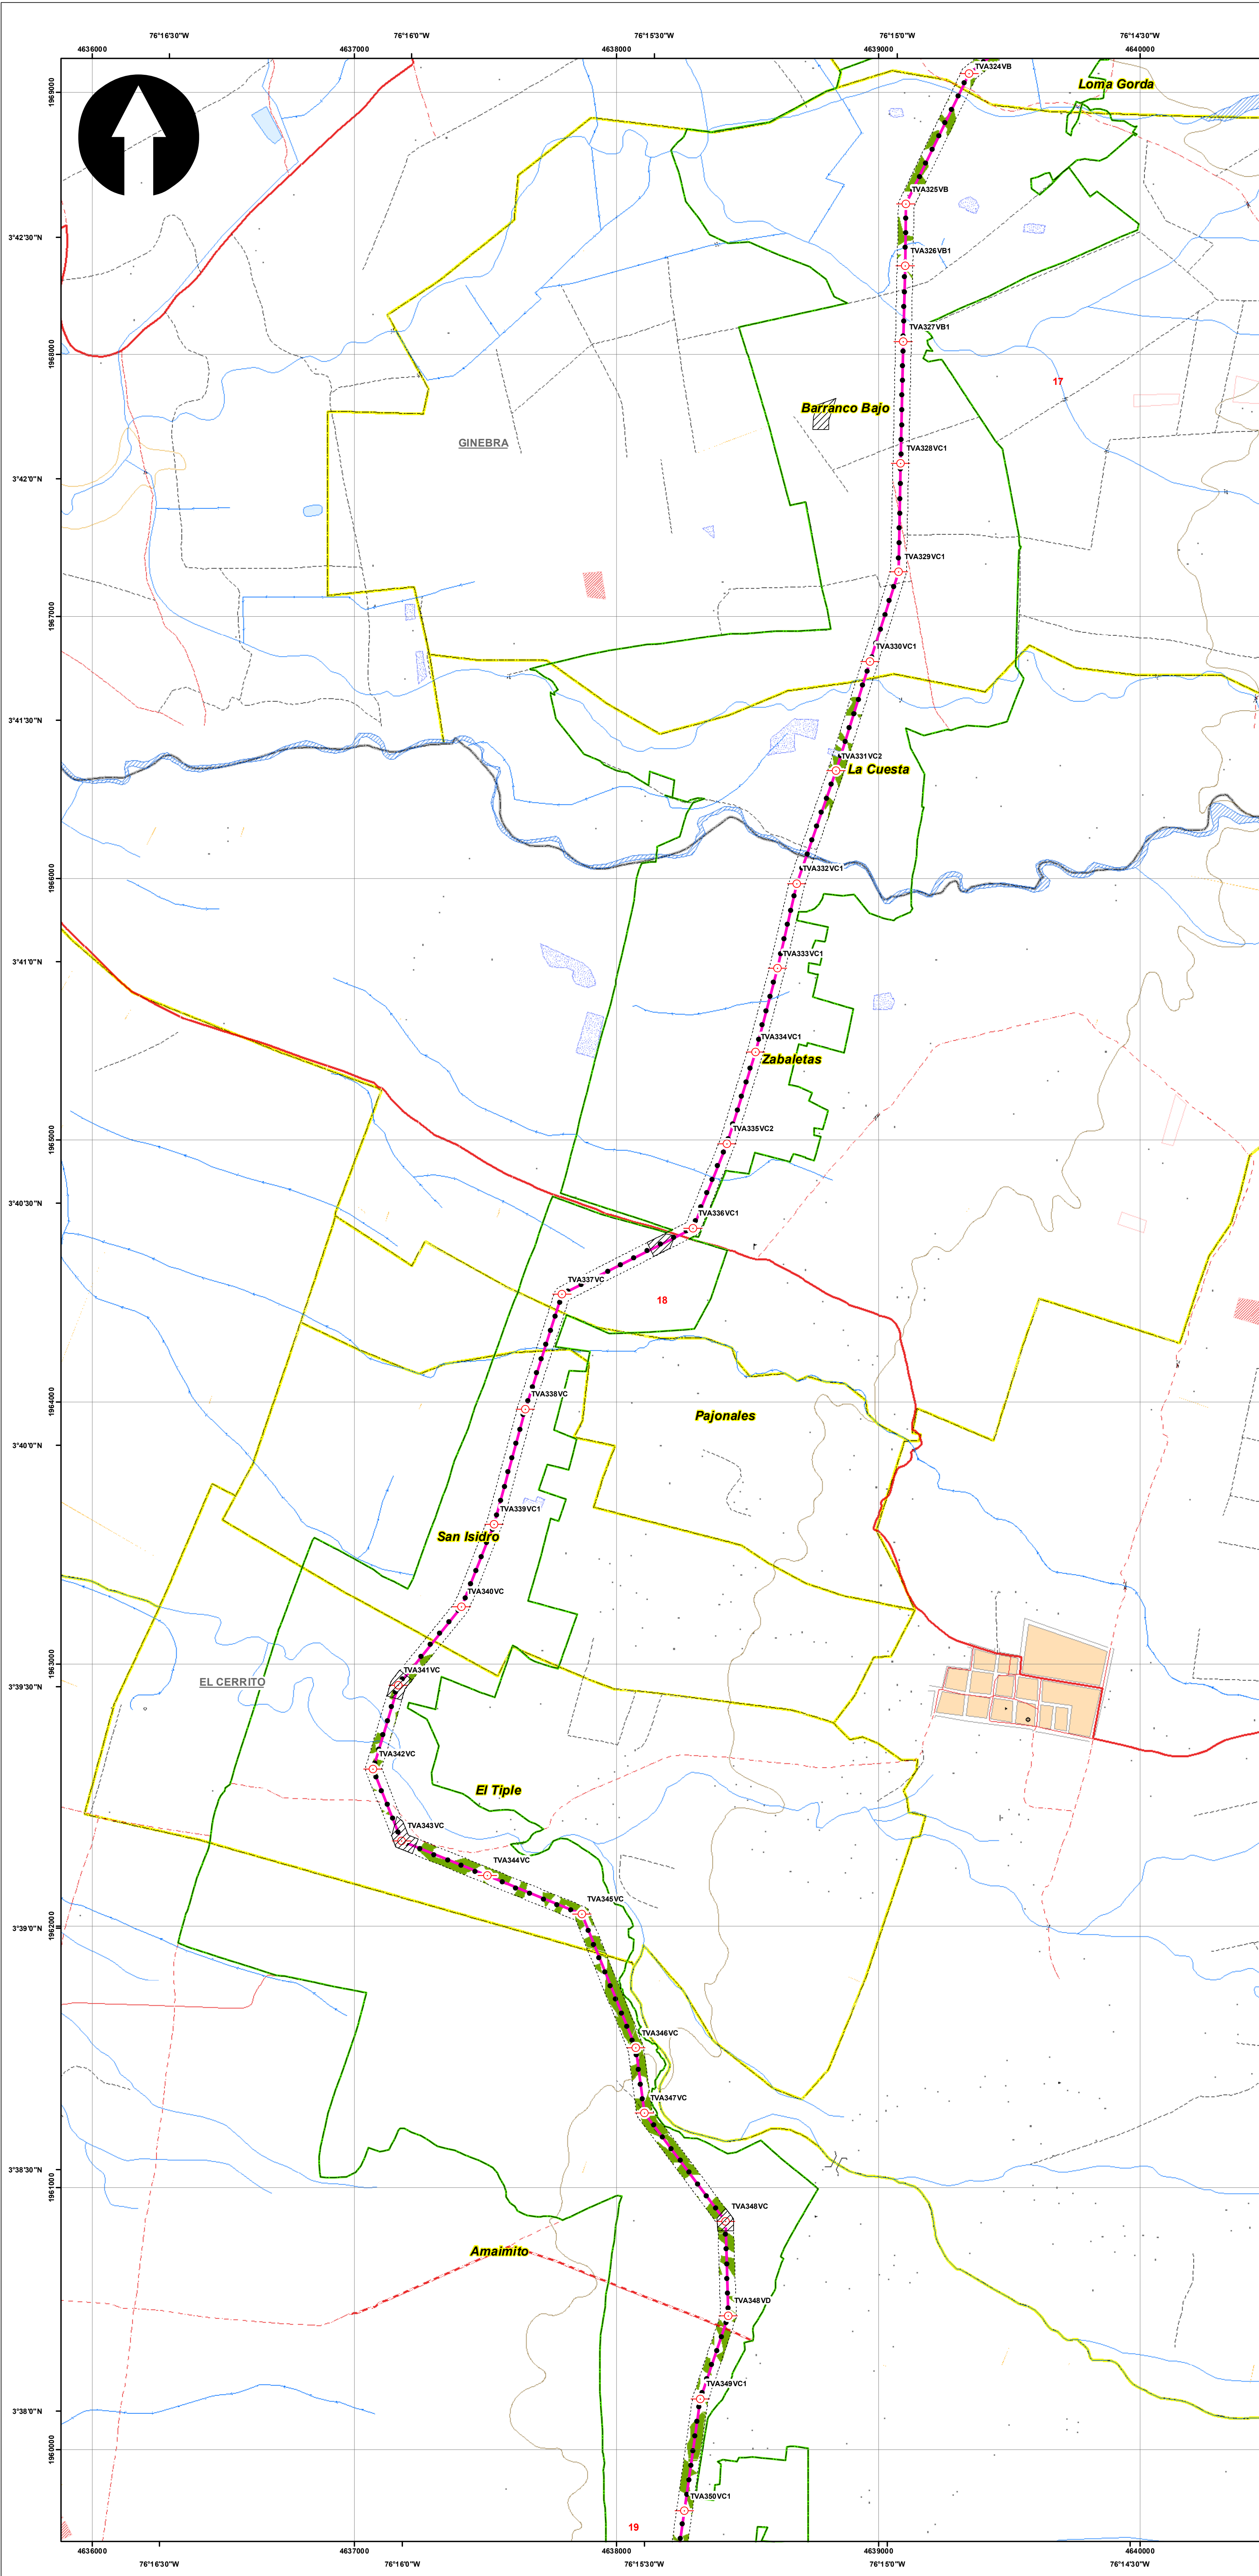 76°16'30"W 76°16'0"W 76°15'30"W 76°15'0"W 76°14'30"W
4636000 4637000 4638000 4639000 4640000
TVA324VB
Loma Gorda
1969000
TVA325VB
3°42'30"N
TVA326VB1
TVA327VB1
1968000
17
Barranco Bajo
GINEBRA
TVA328VC1
3°42'0"N
TVA329VC1
1967000
TVA330VC1
3°41'30"N
TVA331VC2
La Cuesta
TVA332VC1
1966000
TVA333VC1
3°41'0"N
TVA334VC1
Zabaletas
TVA335VC2
1965000
3°40'30"N
TVA336VC1
TVA337VC
18
TVA338VC
1964000
Pajonales
3°40'0"N
TVA339VC1
San Isidro
TVA340VC
1963000
TVA341VC
EL CERRITO
3°39'30"N
TVA342VC
El Tiple
TVA343VC
TVA344VC
TVA345VC
3°39'0"N
1962000
TVA346VC
TVA347VC
3°38'30"N
1961000
TVA348VC
Amaimito
TVA348VD
TVA349VC1
3°38'0"N
1960000
TVA350VC1
19
4636000 4637000 4638000 4639000 4640000
76°16'30"W 76°16'0"W 76°15'30"W 76°15'0"W 76°14'30"W